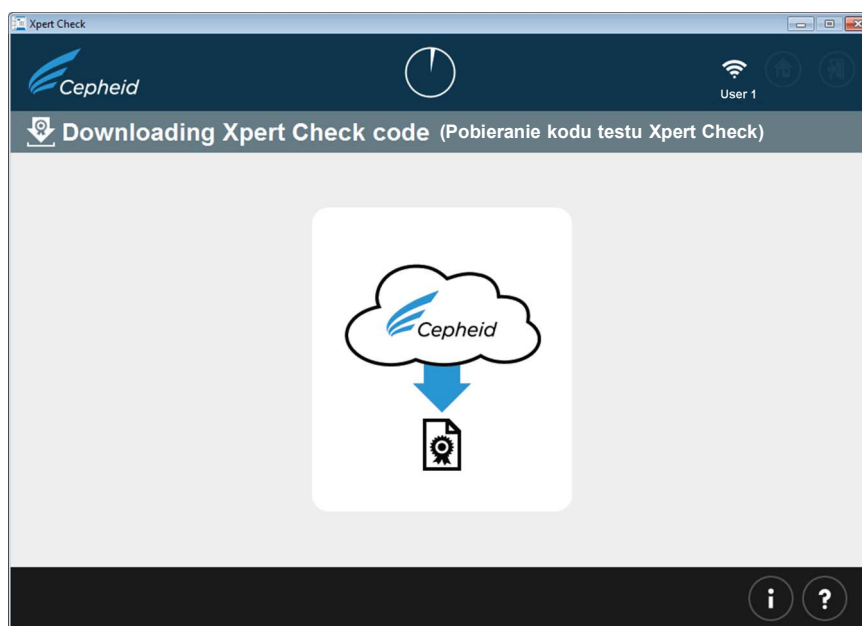 Xpert Check
Cepheid
User 1
Downloading Xpert Check code (Pobieranie kodu testu Xpert Check)
Cepheid
i ?